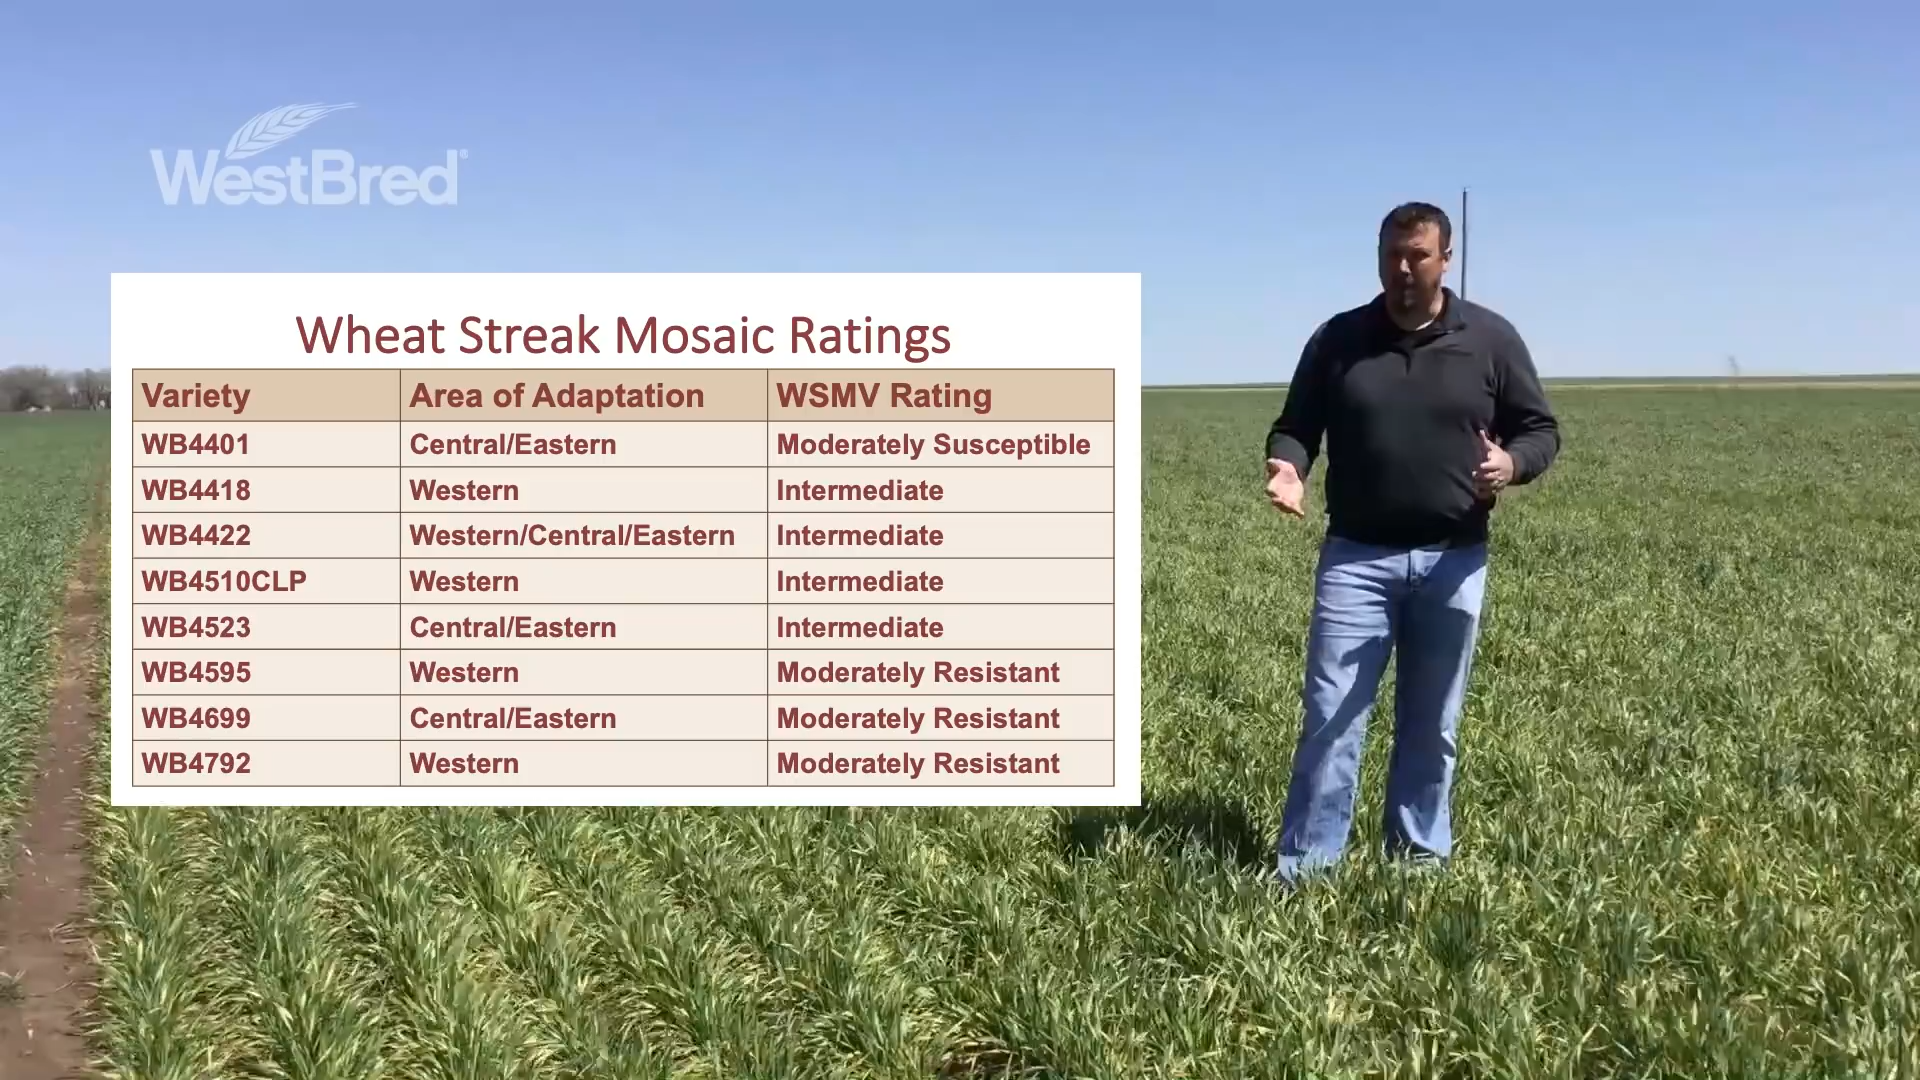 WestBred®
Wheat Streak Mosaic Ratings
Variety Area of Adaptation WSMV Rating
WB4401 Central/Eastern Moderately Susceptible
WB4418 Western Intermediate
WB4422 Western/Central/Eastern Intermediate
WB4510CLP Western Intermediate
WB4523 Central/Eastern Intermediate
WB4595 Western Moderately Resistant
WB4699 Central/Eastern Moderately Resistant
WB4792 Western Moderately Resistant